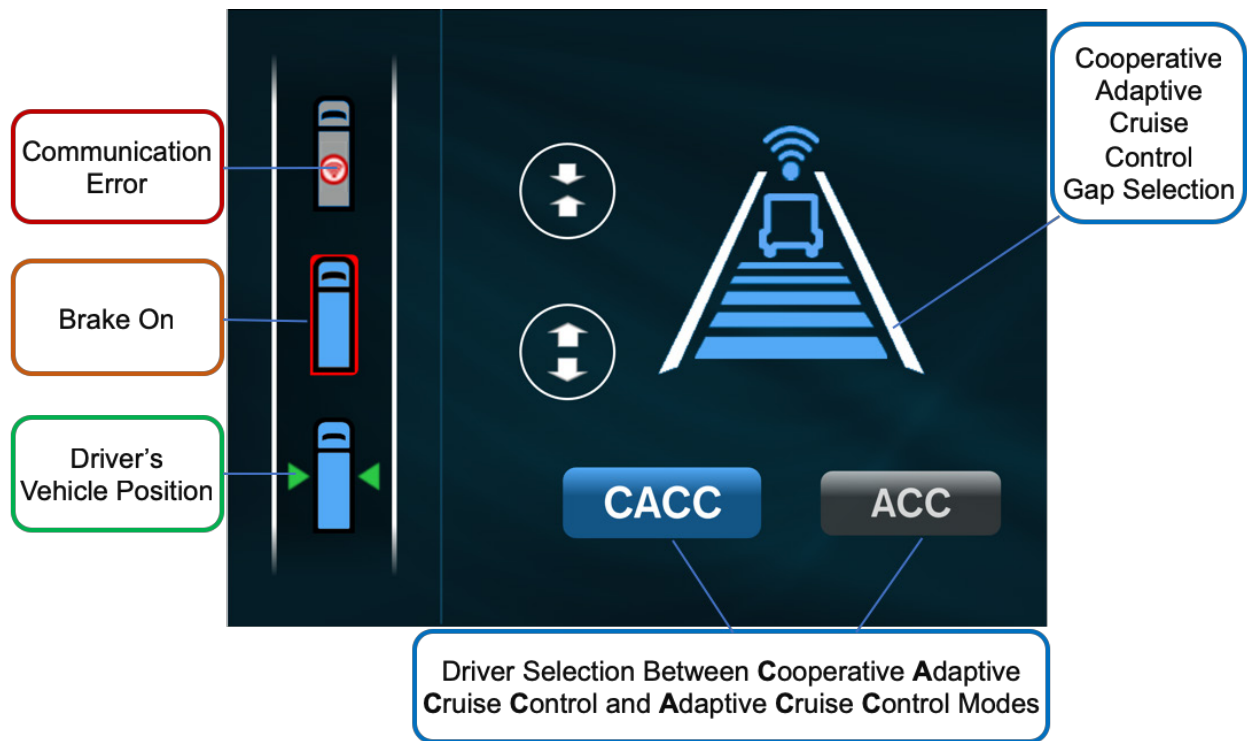 Communication
Error
Brake On
Driver's
Vehicle Position
Cooperative
Adaptive
Cruise
Control
Gap Selection
CACC
ACC
Driver Selection Between Cooperative Adaptive
Cruise Control and Adaptive Cruise Control Modes